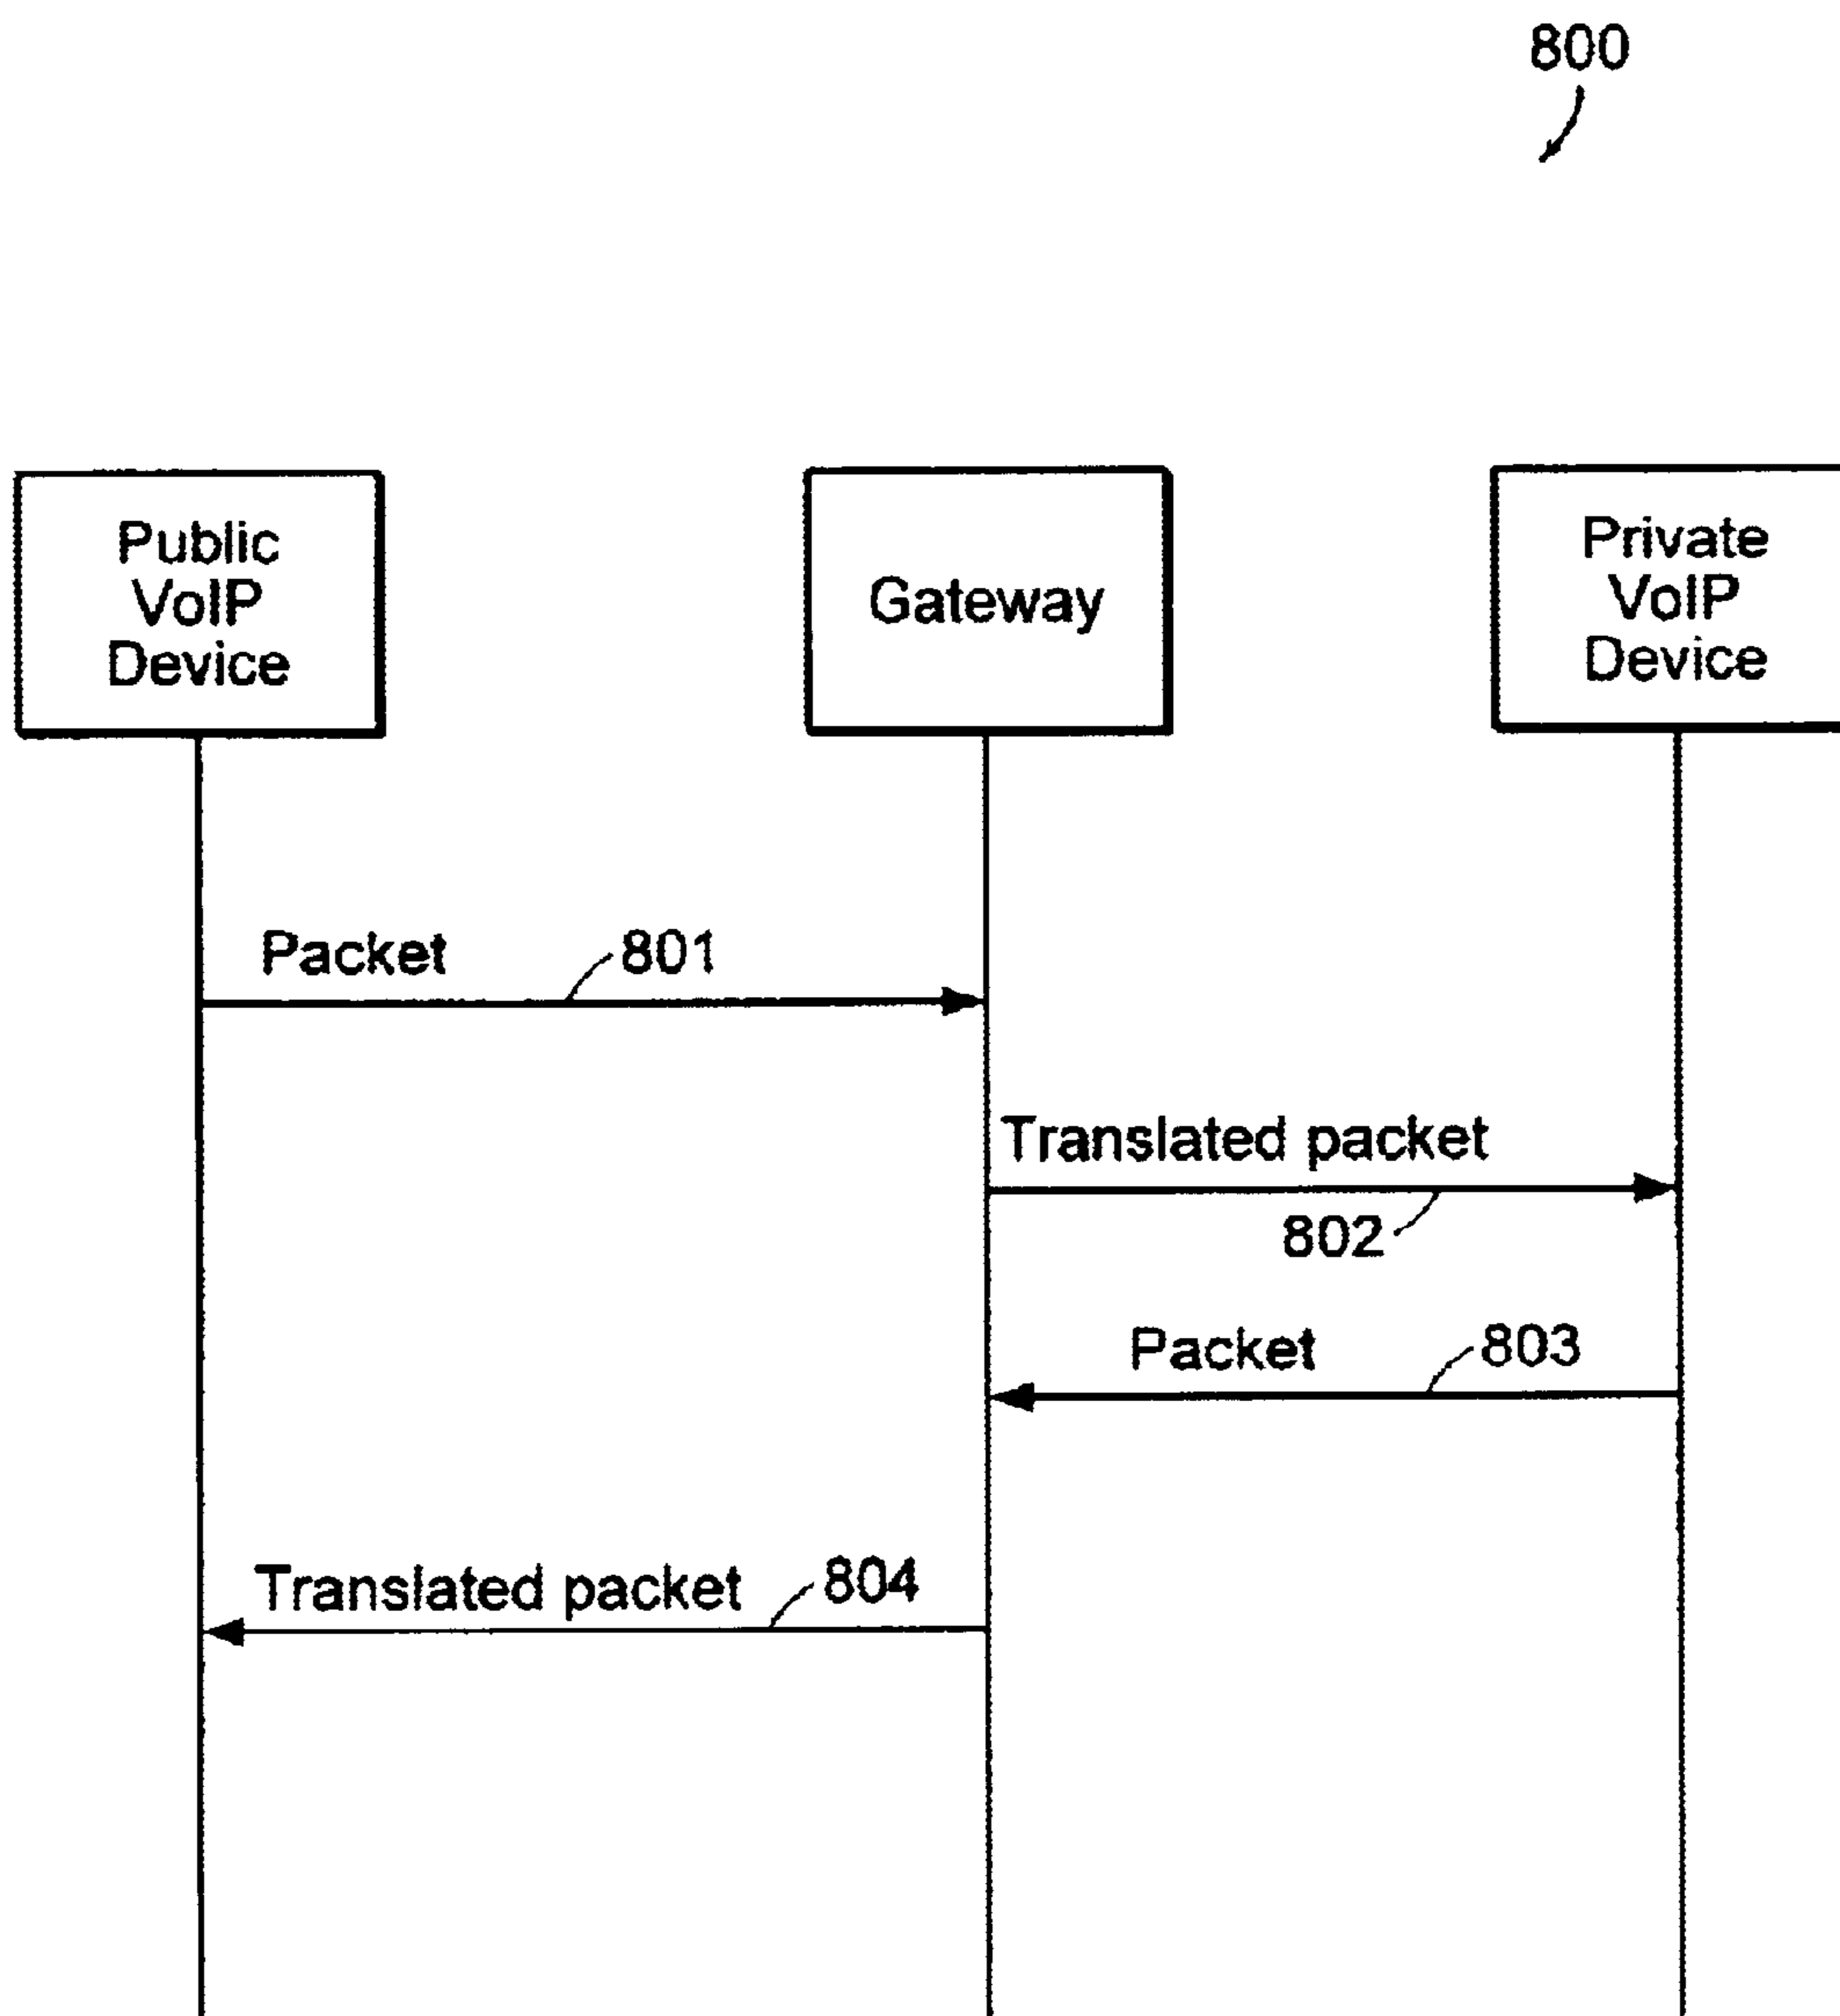 800
Public
VoIP
Device
Gateway
Private
VoIP
Device
Packet 801
Translated packet
802
Packet 803
Translated packet 804